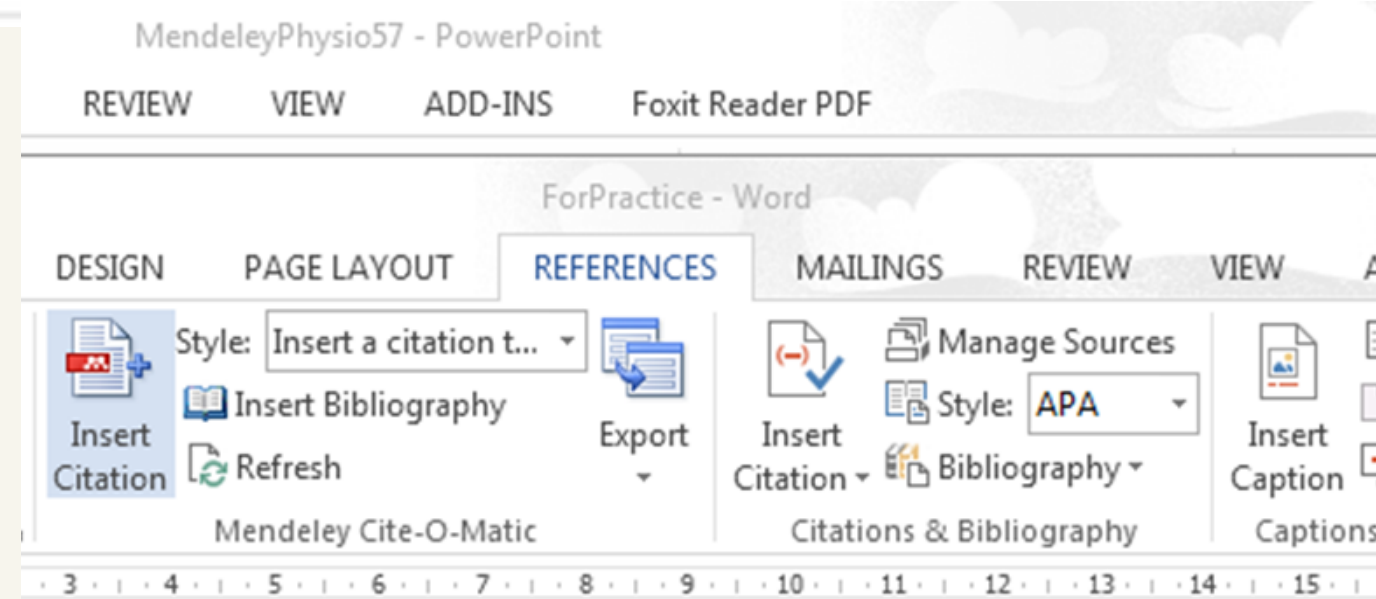 MendeleyPhysio57 - PowerPoint
REVIEW VIEW ADD-INS Foxit Reader PDF
ForPractice - Word
DESIGN PAGE LAYOUT REFERENCES MAILINGS REVIEW VIEW A
Style: Insert a citation t...
Insert Bibliography
Refresh
Insert
Citation
Export
Mendeley Cite-O-Matic
Insert
Citation
Manage Sources
Style: APA
Bibliography
Citations & Bibliography
Insert
Caption
Captions
3 4 5 6 7 8 9 10 11 12 13 14 15